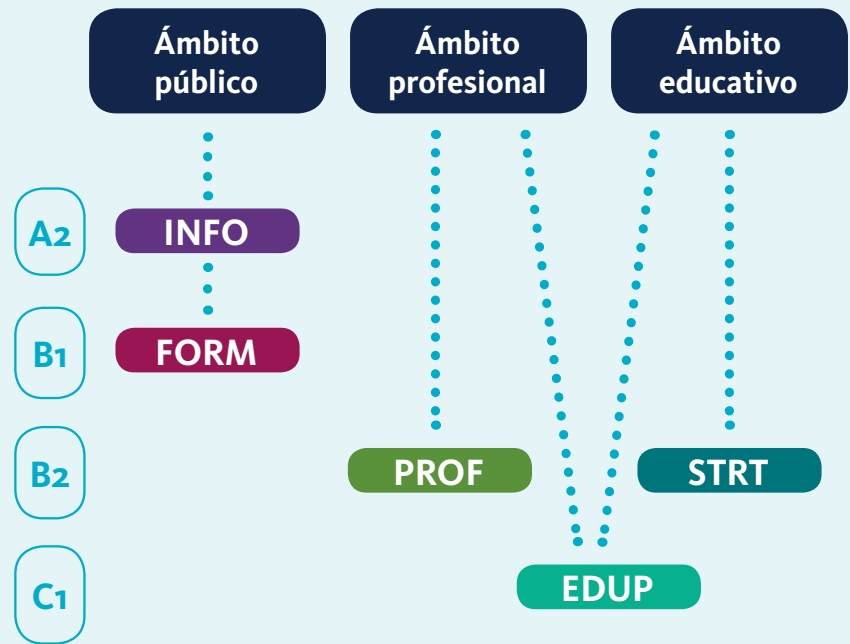 Ámbito
público
Ámbito
profesional
Ámbito
educativo
A2
INFO
B1
FORM
B2
PROF
STRT
C1
EDUP